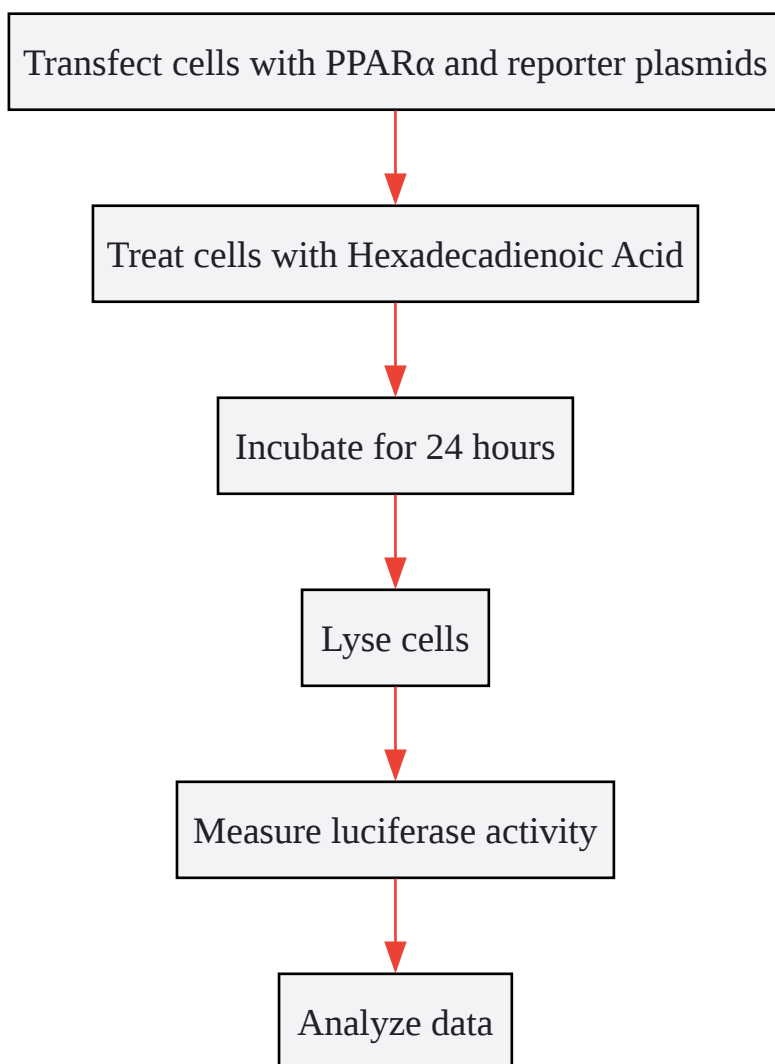 Transfect cells with PPARα and reporter plasmids
Treat cells with Hexadecadienoic Acid
Incubate for 24 hours
Lyse cells
Measure luciferase activity
Analyze data